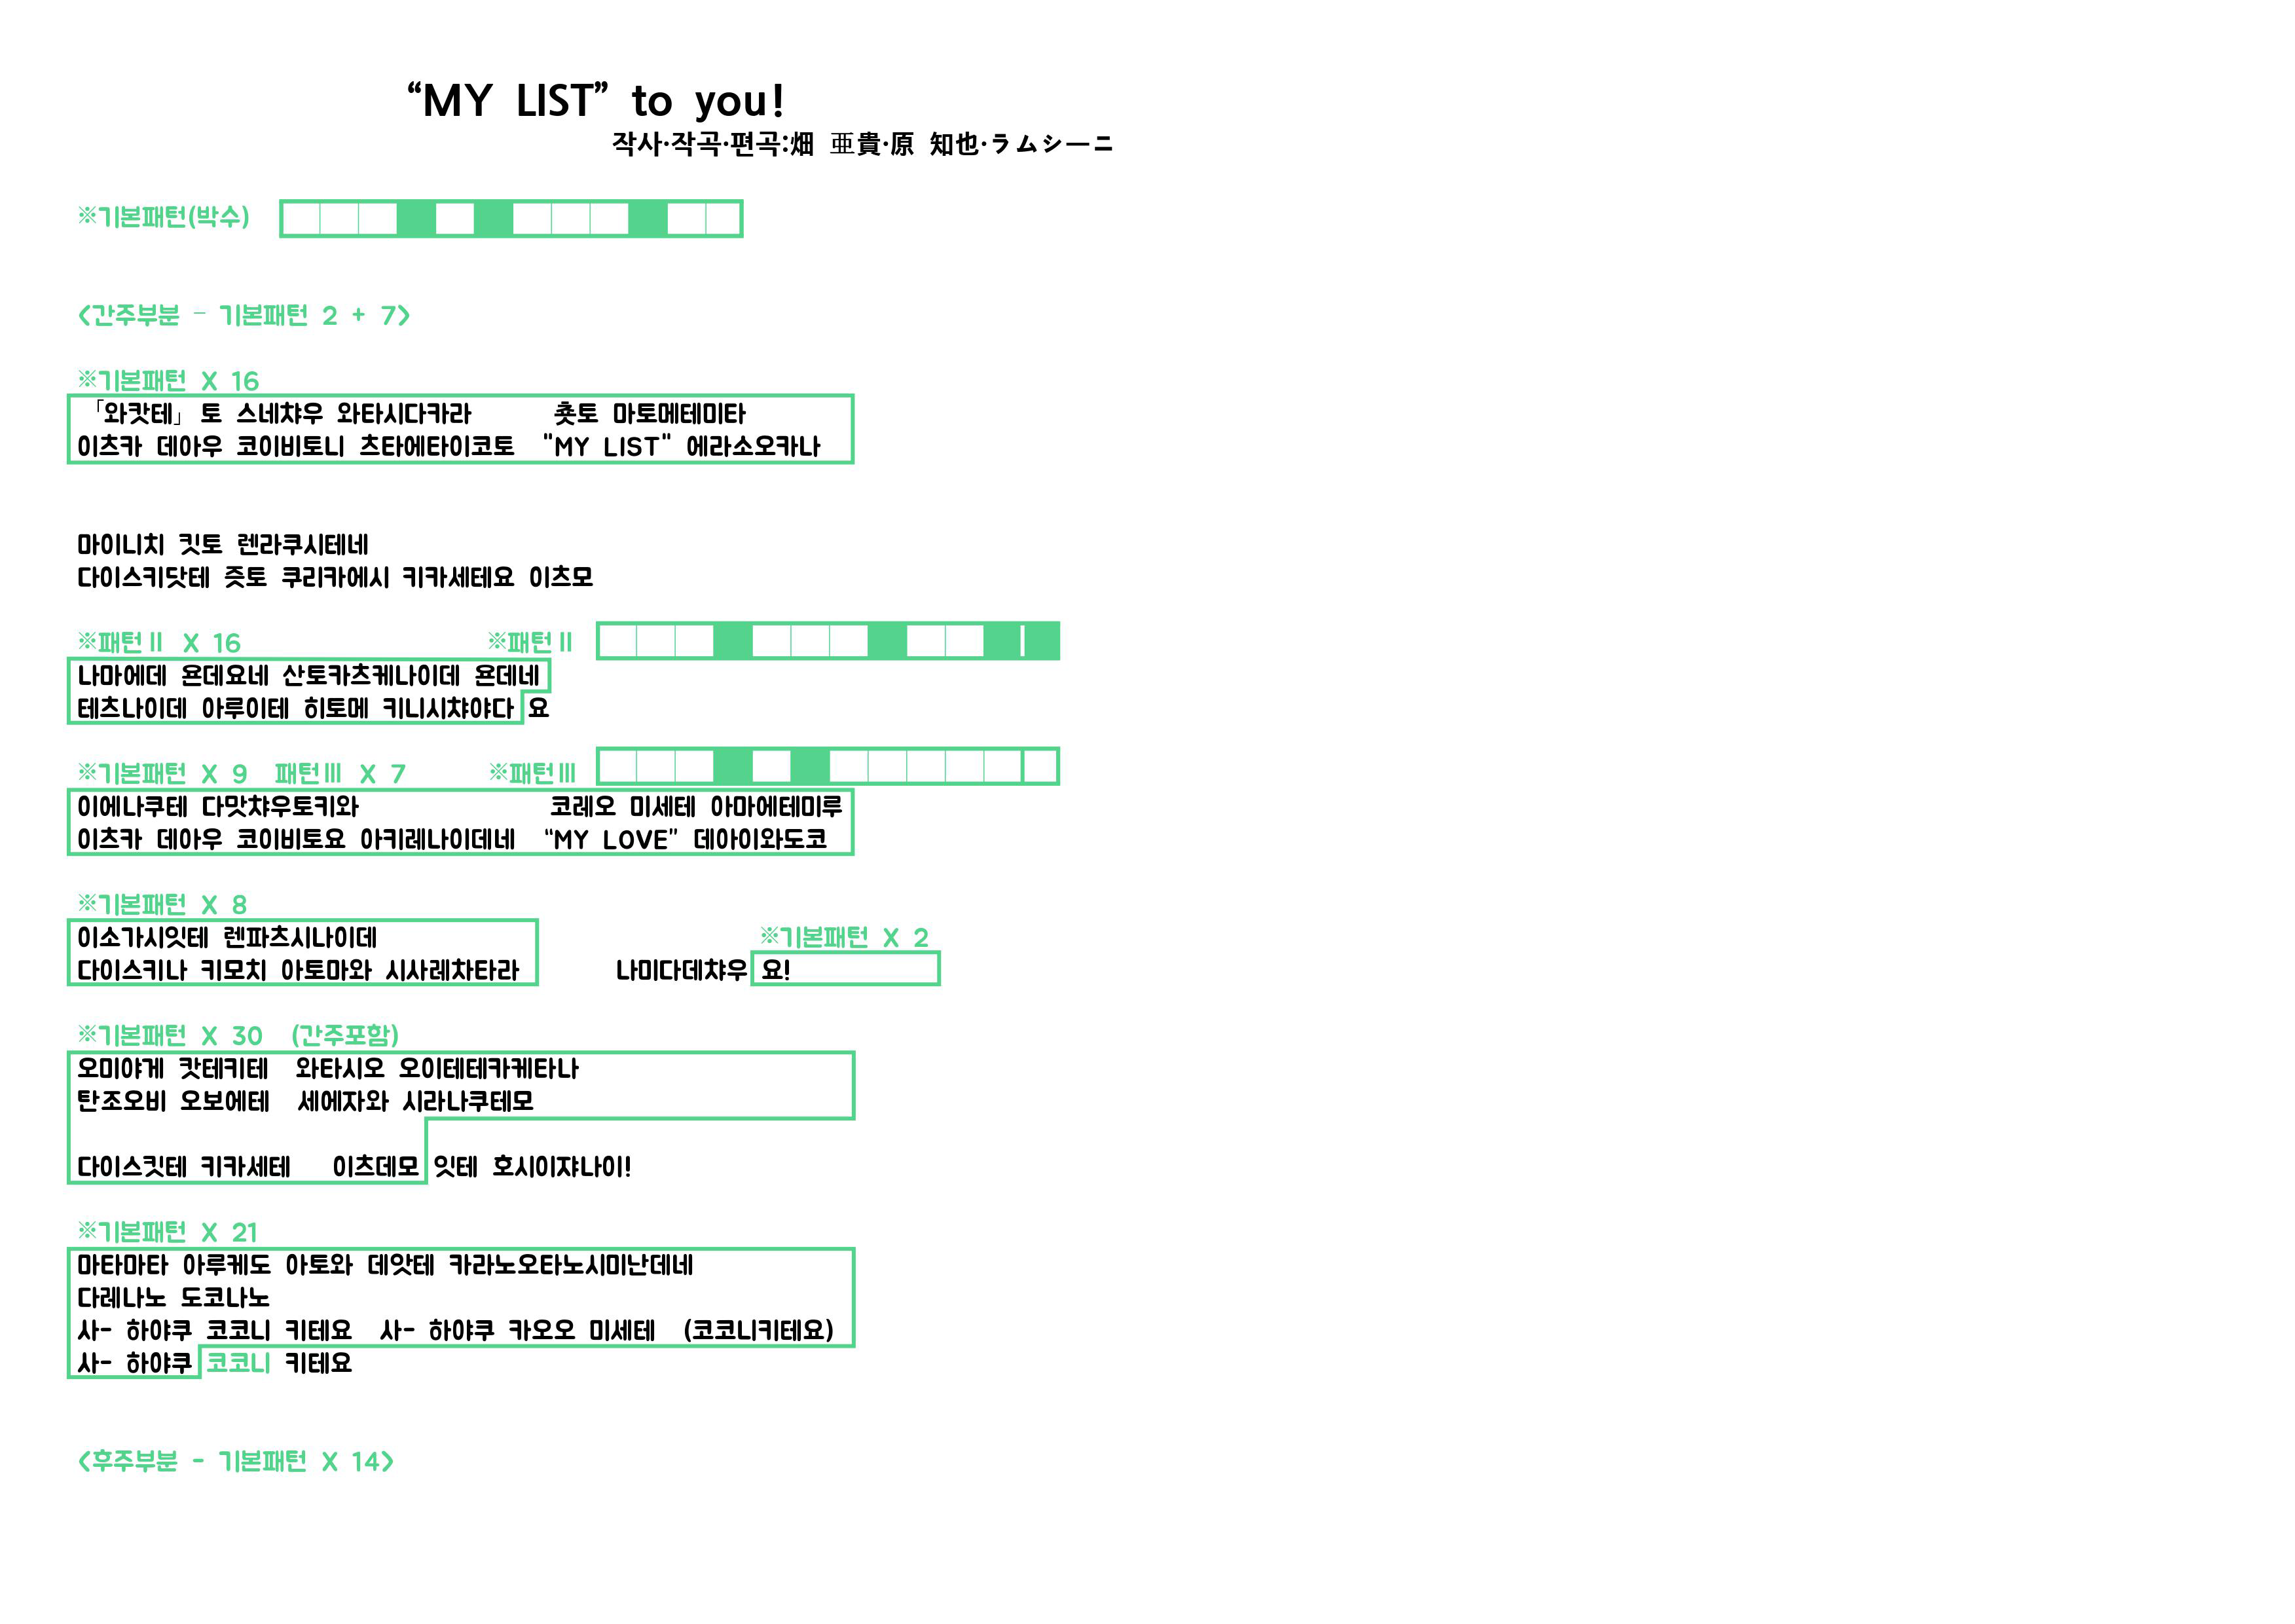 “MY LIST” to you!
작사·작곡·편곡:畑 亜貴·原 知也·ラムシーニ
※기본패턴(박수)
<간주부분 - 기본패턴 2 + 7>
※기본패턴 X 16
「와캇테」 토 스네챠우 와타시다카라 춋토 마토메테미타
이츠카 데아우 코이비토니 츠타에타이코토 "MY LIST" 에라소오카나
마이니치 킷토 렌라쿠시테네
다이스키닷테 즛토 쿠리카에시 키카세테요 이츠모
※패턴Ⅱ X 16 ※패턴Ⅱ
나마에데 욘데요네 산토카츠케나이데 욘데네
테츠나이데 아루이테 히토메 키니시챠야다 요
※기본패턴 X 9 패턴Ⅲ X 7 ※패턴Ⅲ
이에나쿠테 다맛챠우토키와 코레오 미세테 아마에테미루
이츠카 데아우 코이비토요 아키레나이데네 “MY LOVE” 데아이와도코
※기본패턴 X 8
이소가시잇테 렌파츠시나이데 ※기본패턴 X 2
다이스키나 키모치 아토마와 시사레챠타라 나미다데챠우 요!
※기본패턴 X 30 (간주포함)
오미야게 캇테키테 와타시오 오이테테카케타나
탄조오비 오보에테 세에자와 시라나쿠테모
다이스킷테 키카세테 이츠데모 잇테 호시이쟈나이!
※기본패턴 X 21
마타마타 아루케도 아토와 데앗테 카라노오타노시미난데네
다레나노 도코나노
사- 하야쿠 코코니 키테요 사- 하야쿠 카오오 미세테 (코코니키테요)
사- 하야쿠 코코니 키테요
<후주부분 - 기본패턴 X 14>